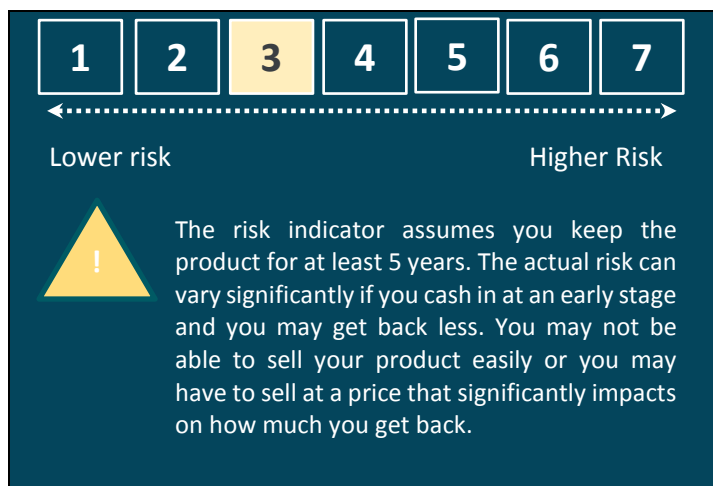 1 2 3 4 5 6 7
Lower risk Higher Risk
!
The risk indicator assumes you keep the
product for at least 5 years. The actual risk can
vary significantly if you cash in at an early stage
and you may get back less. You may not be
able to sell your product easily or you may
have to sell at a price that significantly impacts
on how much you get back.